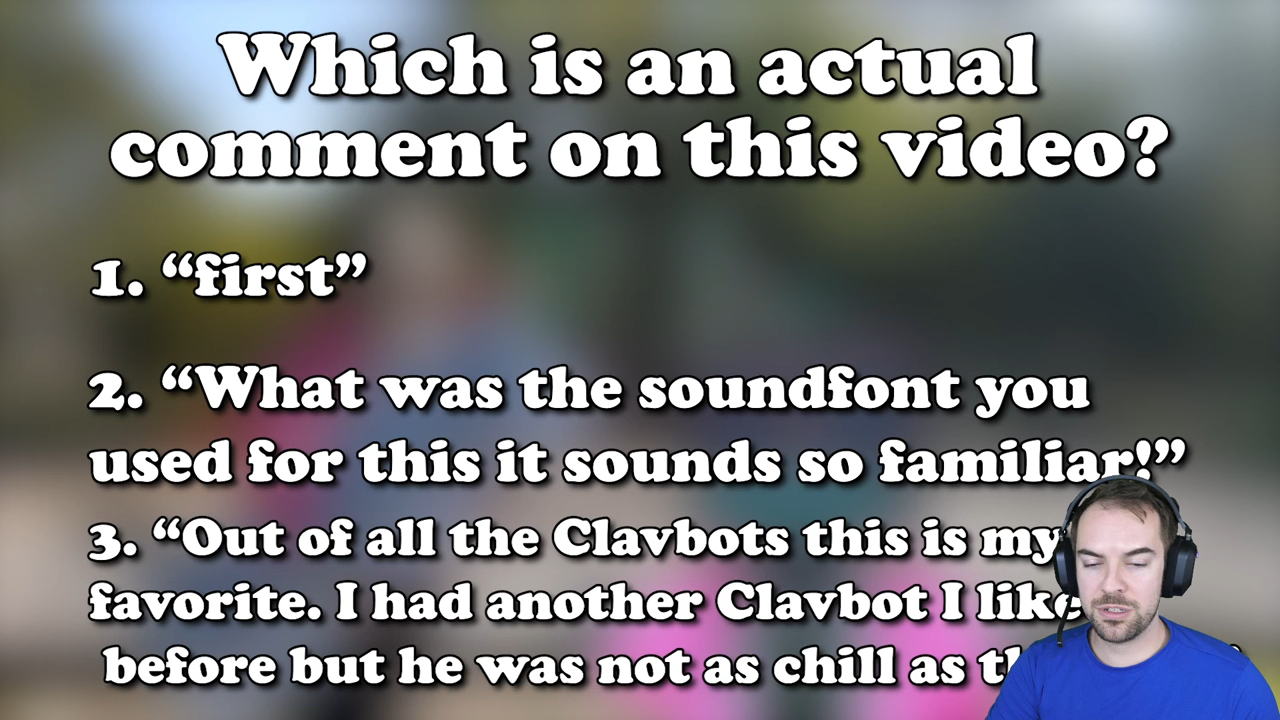 Which is an actual
comment on this video?
1. “first”
2. “What was the soundfont you
used for this it sounds so familiar!”
3. “Out of all the Clavbots this is my
favorite. I had another Clavbot I like
before but he was not as chill as